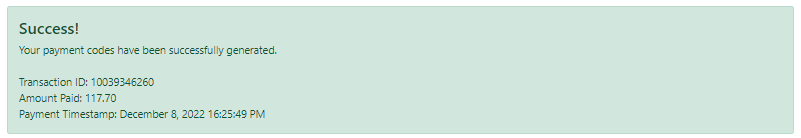 Success!
Your payment codes have been successfully generated.
Transaction ID: 10039346260
Amount Paid: 117.70
Payment Timestamp: December 8, 2022 16:25:49 PM